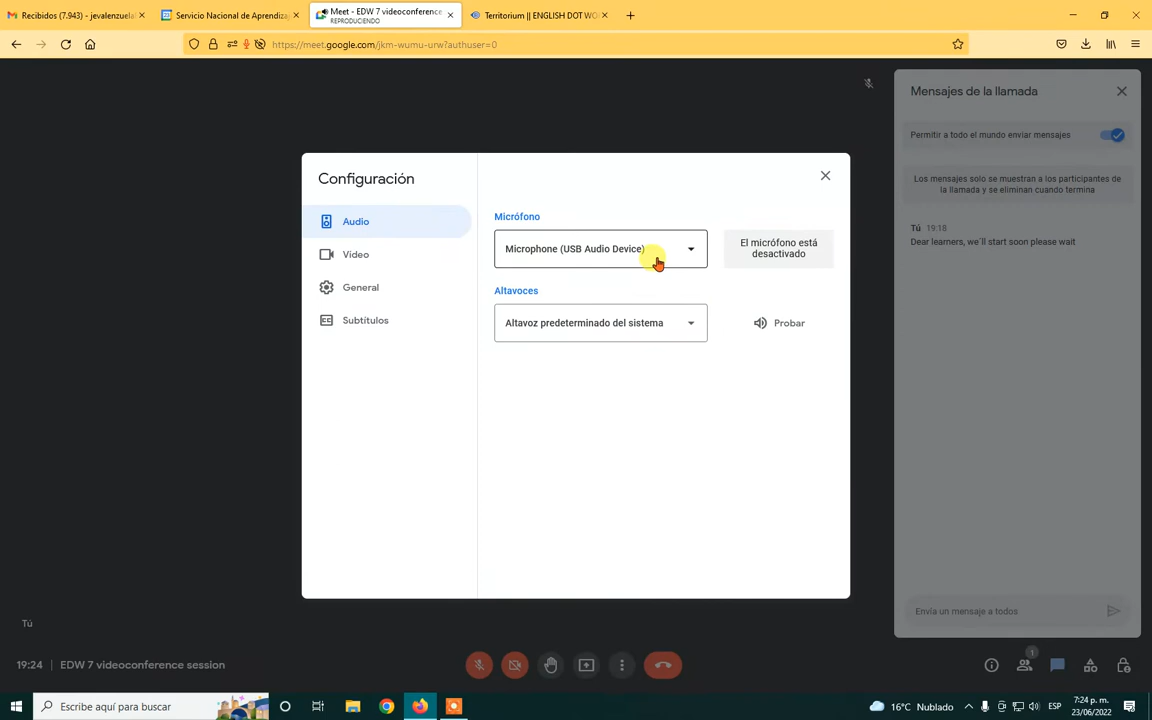 Recibidos (7.943) - jevalenzuela
Servicio Nacional de Aprendiza
Meet - EDW 7 videoconference
REPRODUCIENDO
Territorium || ENGLISH DOT WO
https://meet.google.com/jkm-wumu-urw?authuser=0
Mensajes de la llamada
Permitir a todo el mundo enviar mensajes
Los mensajes solo se muestran a los participantes de
la llamada y se eliminan cuando termina
Tú 19:18
Dear learners, we'll start soon please wait
Envía un mensaje a todos
Configuración
Audio
Vídeo
General
Subtítulos
Micrófono
Microphone (USB Audio Device)
El micrófono está
desactivado
Altavoces
Altavoz predeterminado del sistema
Probar
Tú
19:24 | EDW 7 videoconference session
1
Escribe aquí para buscar
16°C Nublado
ESP
7:24 p. m.
23/06/2022